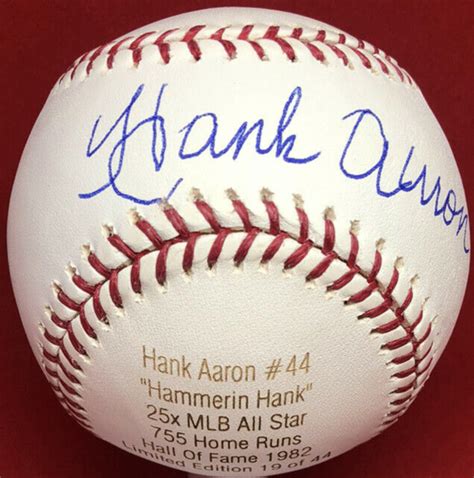 Hank Aaron
Hank Aaron #44
"Hammerin Hank"
25x MLB All Star
755 Home Runs
Hall Of Fame 1982
Limited Edition 19 of 44